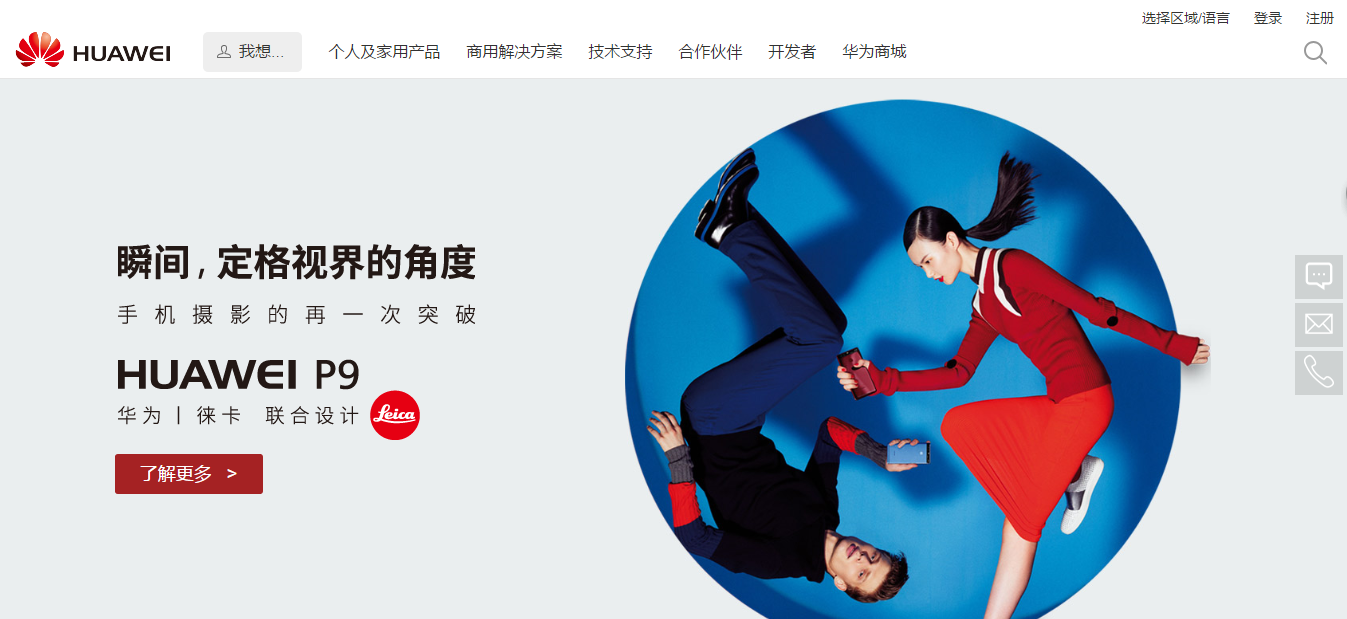 选择区域/语言 登录 注册
HUAWEI 我想... 个人及家用产品 商用解决方案 技术支持 合作伙伴 开发者 华为商城
瞬间，定格视界的角度
手机摄影的再一次突破
HUAWEI P9
华为丨徕卡 联合设计 Leica
了解更多 >